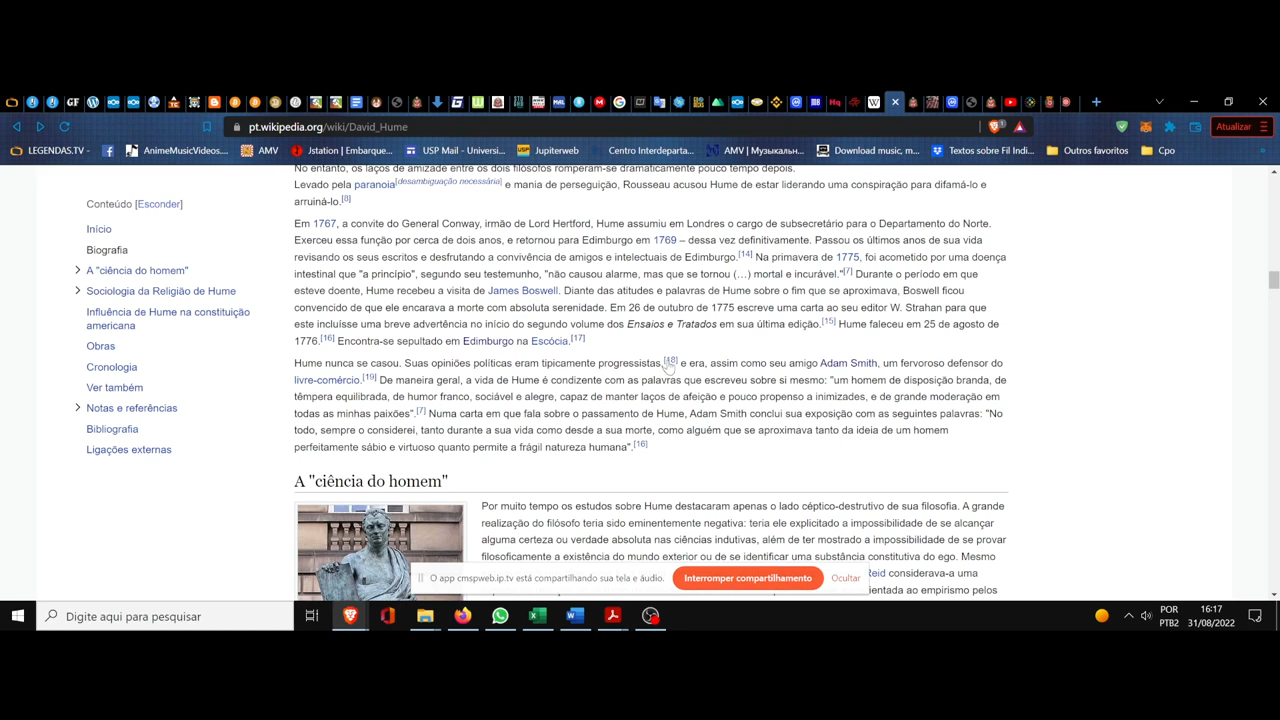 pt.wikipedia.org/wiki/David_Hume
Atualizar
LEGENDAS.TV
AnimeMusicVideos...
AMV
Jstation | Embarque...
USP Mail - Universi...
Jupiterweb
Centro Interdeparta...
AMV | Музыкальн...
Download music, m...
Textos sobre Fil Indi...
Outros favoritos
Cpo
No entanto, os laços de amizade entre os dois filósofos romperam-se dramaticamente pouco tempo depois.
Levado pela paranoia[desambiguação necessária] e mania de perseguição, Rousseau acusou Hume de estar liderando uma conspiração para difamá-lo e
arruiná-lo.[8]
Em 1767, a convite do General Conway, irmão de Lord Hertford, Hume assumiu em Londres o cargo de subsecretário para o Departamento do Norte.
Exerceu essa função por cerca de dois anos, e retornou para Edimburgo em 1769 – dessa vez definitivamente. Passou os últimos anos de sua vida
revisando os seus escritos e desfrutando a convivência de amigos e intelectuais de Edimburgo.[14] Na primavera de 1775, foi acometido por uma doença
intestinal que "a princípio", segundo seu testemunho, "não causou alarme, mas que se tornou (…) mortal e incurável."[7] Durante o período em que
esteve doente, Hume recebeu a visita de James Boswell. Diante das atitudes e palavras de Hume sobre o fim que se aproximava, Boswell ficou
convencido de que ele encarava a morte com absoluta serenidade. Em 26 de outubro de 1775 escreve uma carta ao seu editor W. Strahan para que
este incluísse uma breve advertência no início do segundo volume dos Ensaios e Tratados em sua última edição.[15] Hume faleceu em 25 de agosto de
1776.[16] Encontra-se sepultado em Edimburgo na Escócia.[17]
Hume nunca se casou. Suas opiniões políticas eram tipicamente progressistas,[18] e era, assim como seu amigo Adam Smith, um fervoroso defensor do
livre-comércio.[19] De maneira geral, a vida de Hume é condizente com as palavras que escreveu sobre si mesmo: "um homem de disposição branda, de
têmpera equilibrada, de humor franco, sociável e alegre, capaz de manter laços de afeição e pouco propenso a inimizades, e de grande moderação em
todas as minhas paixões".[7] Numa carta em que fala sobre o passamento de Hume, Adam Smith conclui sua exposição com as seguintes palavras: "No
todo, sempre o considerei, tanto durante a sua vida como desde a sua morte, como alguém que se aproximava tanto da ideia de um homem
perfeitamente sábio e virtuoso quanto permite a frágil natureza humana".[16]
A "ciência do homem"
Por muito tempo os estudos sobre Hume destacaram apenas o lado céptico-destrutivo de sua filosofia. A grande
realização do filósofo teria sido eminentemente negativa: teria ele explicitado a impossibilidade de se alcançar
alguma certeza ou verdade absoluta nas ciências indutivas, além de ter mostrado a impossibilidade de se provar
filosoficamente a existência do mundo exterior ou de se identificar uma substância constitutiva do ego. Mesmo
Reid considerava-a uma
ientada ao empirismo pelos
Conteúdo [Esconder]
Início
Biografia
A "ciência do homem"
Sociologia da Religião de Hume
Influência de Hume na constituição
americana
Obras
Cronologia
Ver também
Notas e referências
Bibliografia
Ligações externas
O app cmspweb.ip.tv está compartilhando sua tela e áudio.
Interromper compartilhamento
Ocultar
Digite aqui para pesquisar
POR
PTB2
16:17
31/08/2022